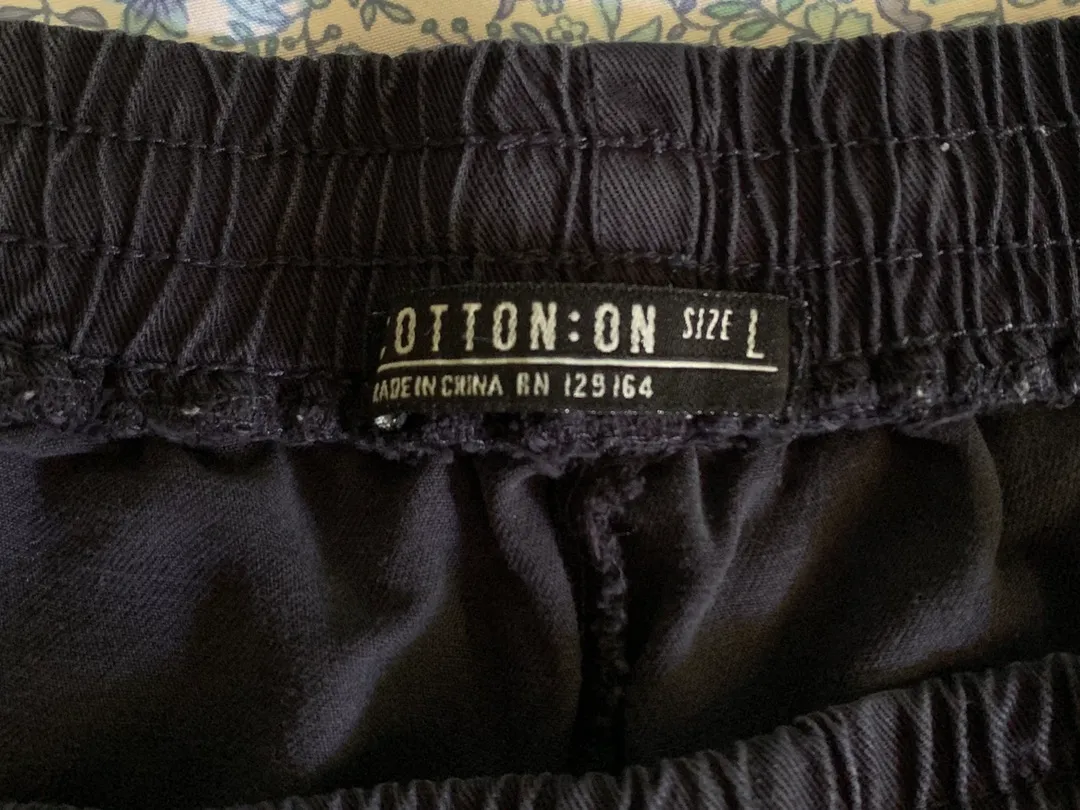 COTTON:ON SIZE L
MADE IN CHINA RN 129164